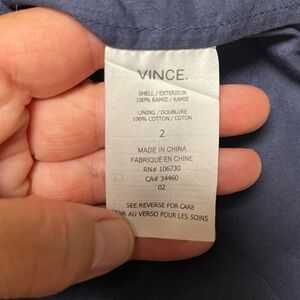 VINCE.
SHELL / EXTERIEUR
100% RAMIE / RAMIE
LINING / DOUBLURE
100% COTTON / COTON
2
MADE IN CHINA
FABRIQUÉ EN CHINE
RN# 106730
CA# 34460
02
SEE REVERSE FOR CARE
VOIR AU VERSO POUR LES SOINS